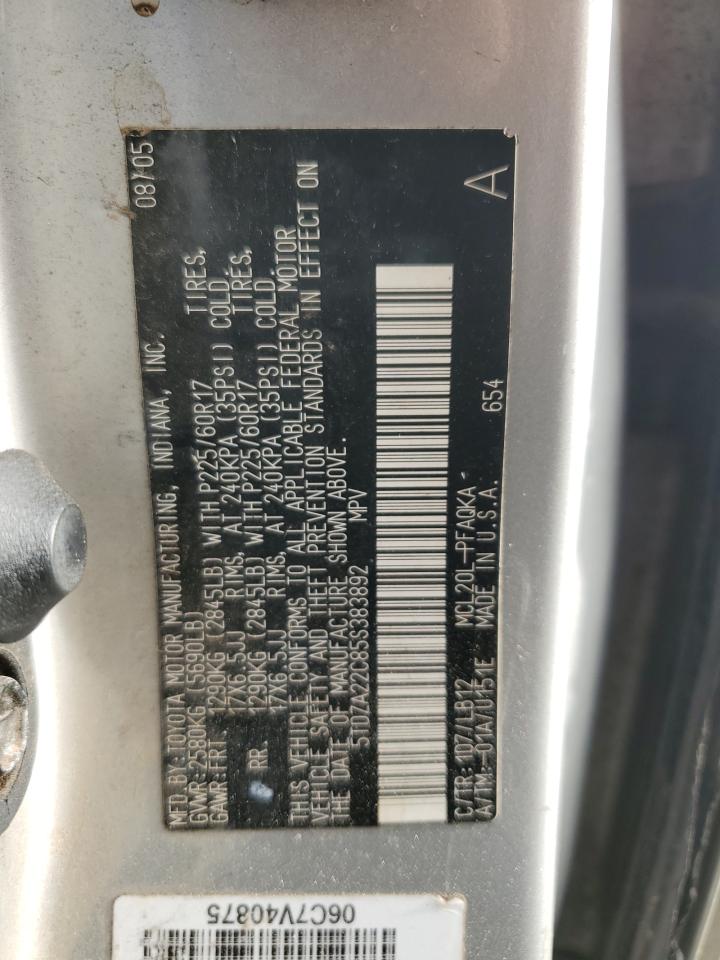 MFD.BY:TOYOTA MOTOR MANUFACTURING, INDIANA, INC. 08/05
GVWR:2580KG(5690LB)
GAWR:FRT 1290KG(2845LB) WITH P225/60R17 TIRES,
17X6.5JJ RIMS, AT 240KPA (35PSI) COLD.
RR. 1290KG(2845LB) WITH P225/60R17 TIRES,
17X6.5JJ RIMS, AT 240KPA (35PSI) COLD.
THIS VEHICLE CONFORMS TO ALL APPLICABLE FEDERAL MOTOR
VEHICLE SAFETY AND THEFT PREVENTION STANDARDS IN EFFECT ON
THE DATE OF MANUFACTURE SHOWN ABOVE.
5TDZA22C85S383892 MPV
C/TR: 1D7/LB12 MCL20L-PFAQKA 654 A
A/TM:-01A/U151E MADE IN U.S.A.
06C7V40875